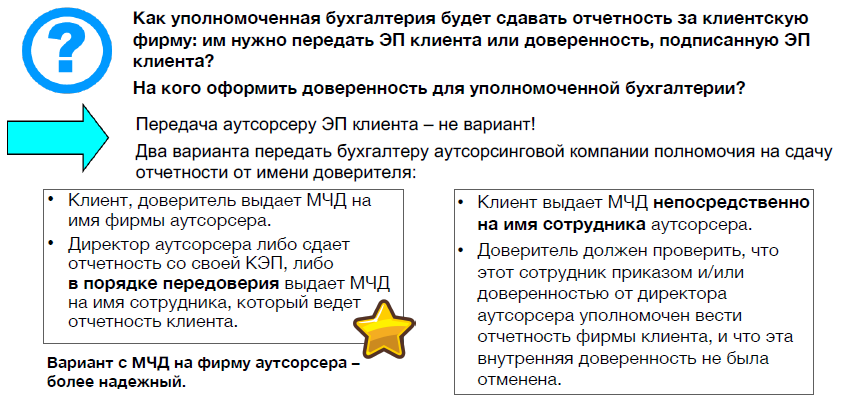 ?
Как уполномоченная бухгалтерия будет сдавать отчетность за клиентскую
фирму: им нужно передать ЭП клиента или доверенность, подписанную ЭП
клиента?
На кого оформить доверенность для уполномоченной бухгалтерии?
Передача аутсорсеру ЭП клиента – не вариант!
Два варианта передать бухгалтеру аутсорсинговой компании полномочия на сдачу
отчетности от имени доверителя:
• Клиент, доверитель выдает МЧД на
имя фирмы аутсорсера.
• Директор аутсорсера либо сдает
отчетность со своей КЭП, либо
в порядке передоверия выдает МЧД
на имя сотрудника, который ведет
отчетность клиента.
Вариант с МЧД на фирму аутсорсера –
более надежный.
• Клиент выдает МЧД непосредственно
на имя сотрудника аутсорсера.
• Доверитель должен проверить, что
этот сотрудник приказом и/или
доверенностью от директора
аутсорсера уполномочен вести
отчетность фирмы клиента, и что эта
внутренняя доверенность не была
отменена.